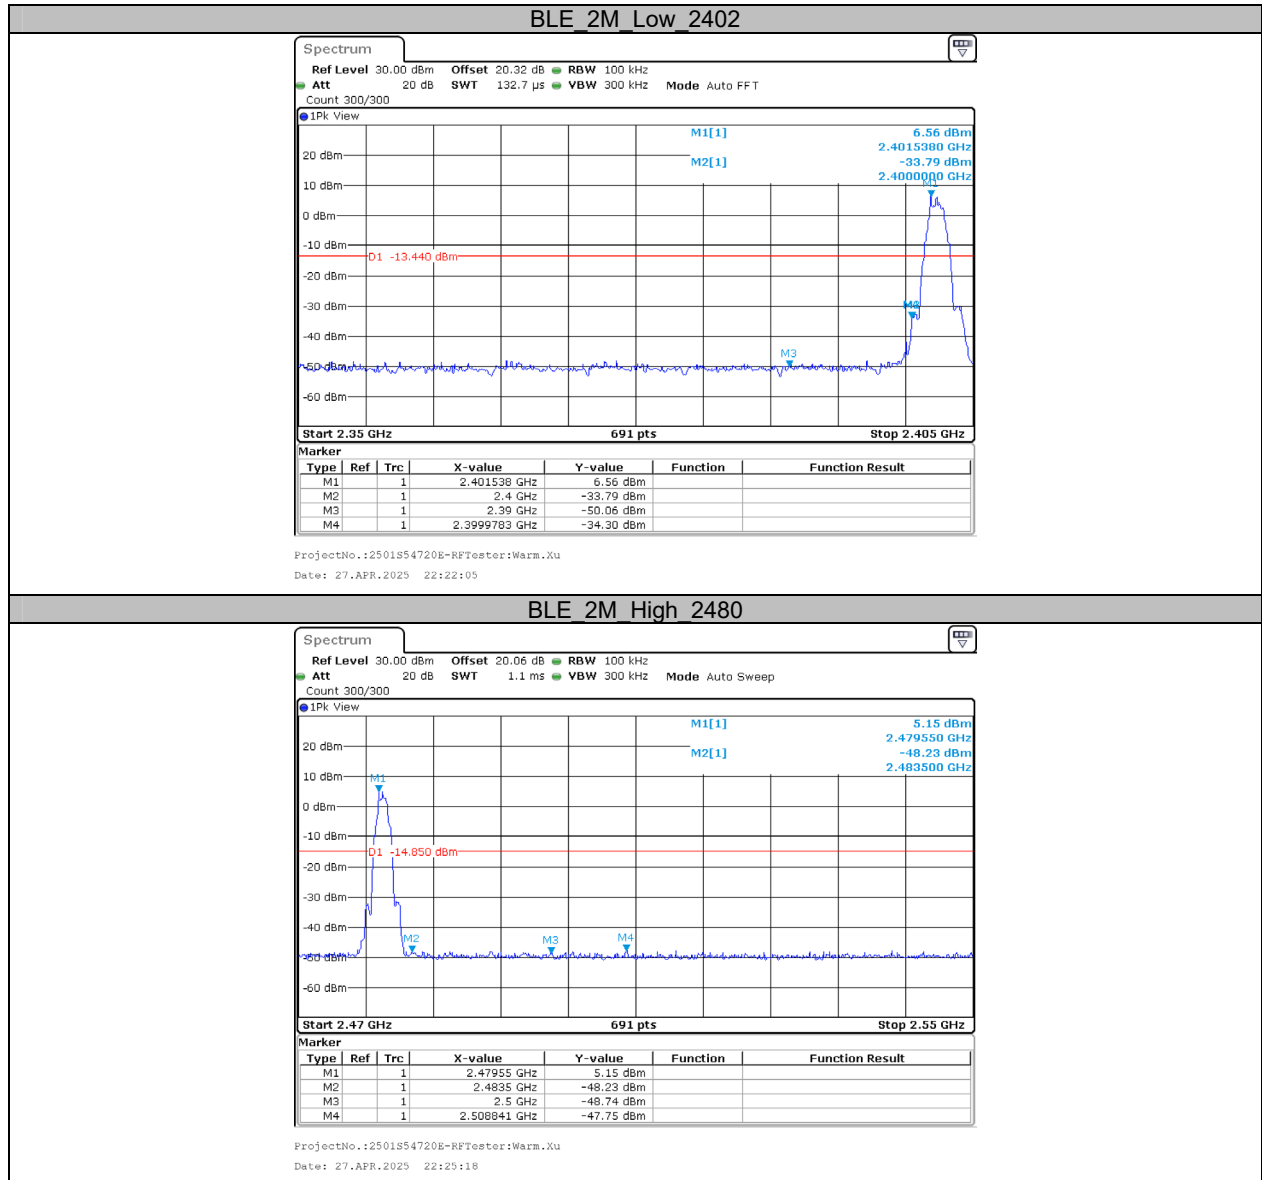 BLE_2M_Low_2402
Spectrum
Ref Level 30.00 dBm Offset 20.32 dB RBW 100 kHz
Att 20 dB SWT 132.7 µs VBW 300 kHz Mode Auto FFT
Count 300/300
1Pk View
M1[1] 6.56 dBm
2.4015380 GHz
M2[1] -33.79 dBm
2.4000000 GHz
M1
20 dBm
10 dBm
0 dBm
-10 dBm
D1 -13.440 dBm
-20 dBm
-30 dBm
-40 dBm
M3
-50 dBm
-60 dBm
Start 2.35 GHz 691 pts Stop 2.405 GHz
Marker
Type Ref Trc X-value Y-value Function Function Result
M1 1 2.401538 GHz 6.56 dBm
M2 1 2.4 GHz -33.79 dBm
M3 1 2.39 GHz -50.06 dBm
M4 1 2.3999783 GHz -34.30 dBm
ProjectNo.:2501S54720E-RF Tester:Warm.Xu
Date: 27.APR.2025 22:22:05
BLE_2M_High_2480
Spectrum
Ref Level 30.00 dBm Offset 20.06 dB RBW 100 kHz
Att 20 dB SWT 1.1 ms VBW 300 kHz Mode Auto Sweep
Count 300/300
1Pk View
M1[1] 5.15 dBm
2.479550 GHz
M2[1] -48.23 dBm
2.483500 GHz
20 dBm
10 dBm
M1
0 dBm
-10 dBm
D1 -14.850 dBm
-20 dBm
-30 dBm
-40 dBm
M2 M3 M4
-50 dBm
-60 dBm
Start 2.47 GHz 691 pts Stop 2.55 GHz
Marker
Type Ref Trc X-value Y-value Function Function Result
M1 1 2.47955 GHz 5.15 dBm
M2 1 2.4835 GHz -48.23 dBm
M3 1 2.5 GHz -48.74 dBm
M4 1 2.508841 GHz -47.75 dBm
ProjectNo.:2501S54720E-RF Tester:Warm.Xu
Date: 27.APR.2025 22:25:18